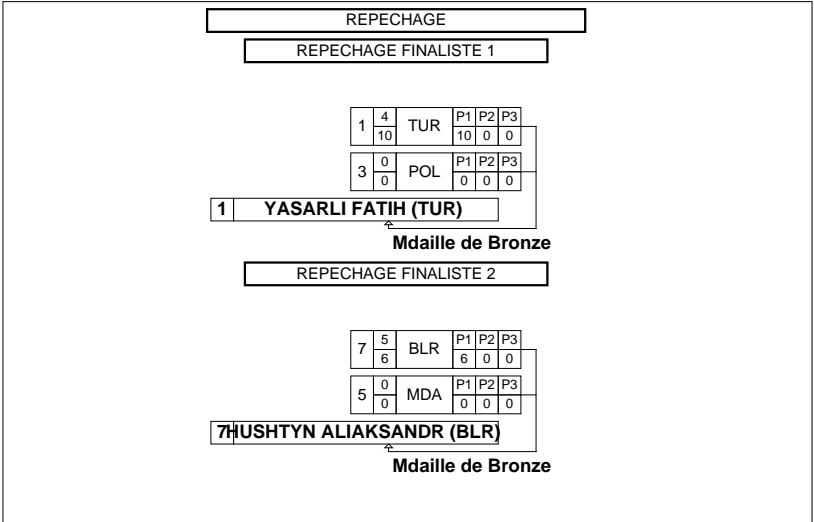 REPECHAGE
REPECHAGE FINALISTE 1
1 4 TUR P1 P2 P3
10 10 0 0
3 0 POL P1 P2 P3
0 0 0 0
1 YASARLI FATIH (TUR)
Mdaille de Bronze
REPECHAGE FINALISTE 2
7 5 BLR P1 P2 P3
6 6 0 0
5 0 MDA P1 P2 P3
0 0 0 0
7 HUSHTYN ALIAKSANDR (BLR)
Mdaille de Bronze